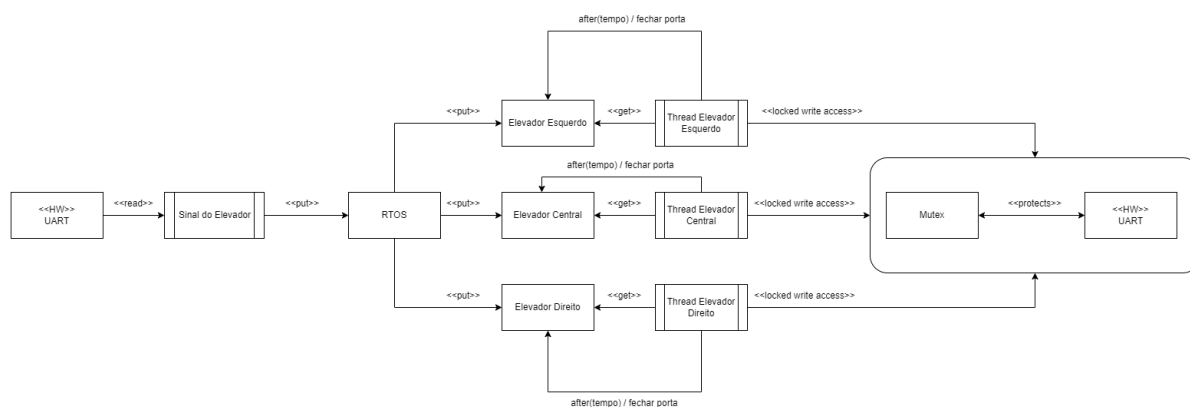 after(tempo) / fechar porta
<<put>>
Elevador Esquerdo
<<get>>
Thread Elevador
Esquerdo
<<locked write access>>
after(tempo) / fechar porta
<<HW>>
UART
<<read>>
Sinal do Elevador
<<put>>
RTOS
<<put>>
Elevador Central
<<get>>
Thread Elevador
Central
<<locked write access>>
Mutex
<<protects>>
<<HW>>
UART
<<put>>
Elevador Direito
<<get>>
Thread Elevador
Direito
<<locked write access>>
after(tempo) / fechar porta